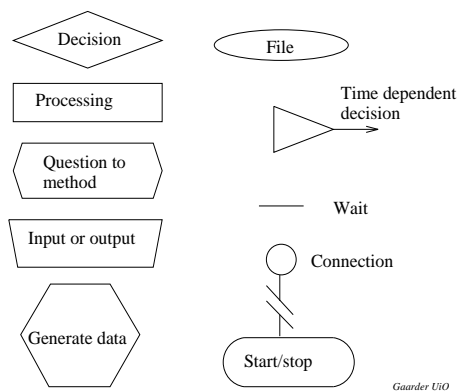 Decision
File
Processing
Time dependent
decision
Question to
method
Wait
Input or output
Connection
Generate data
Start/stop
Gaarder UiO